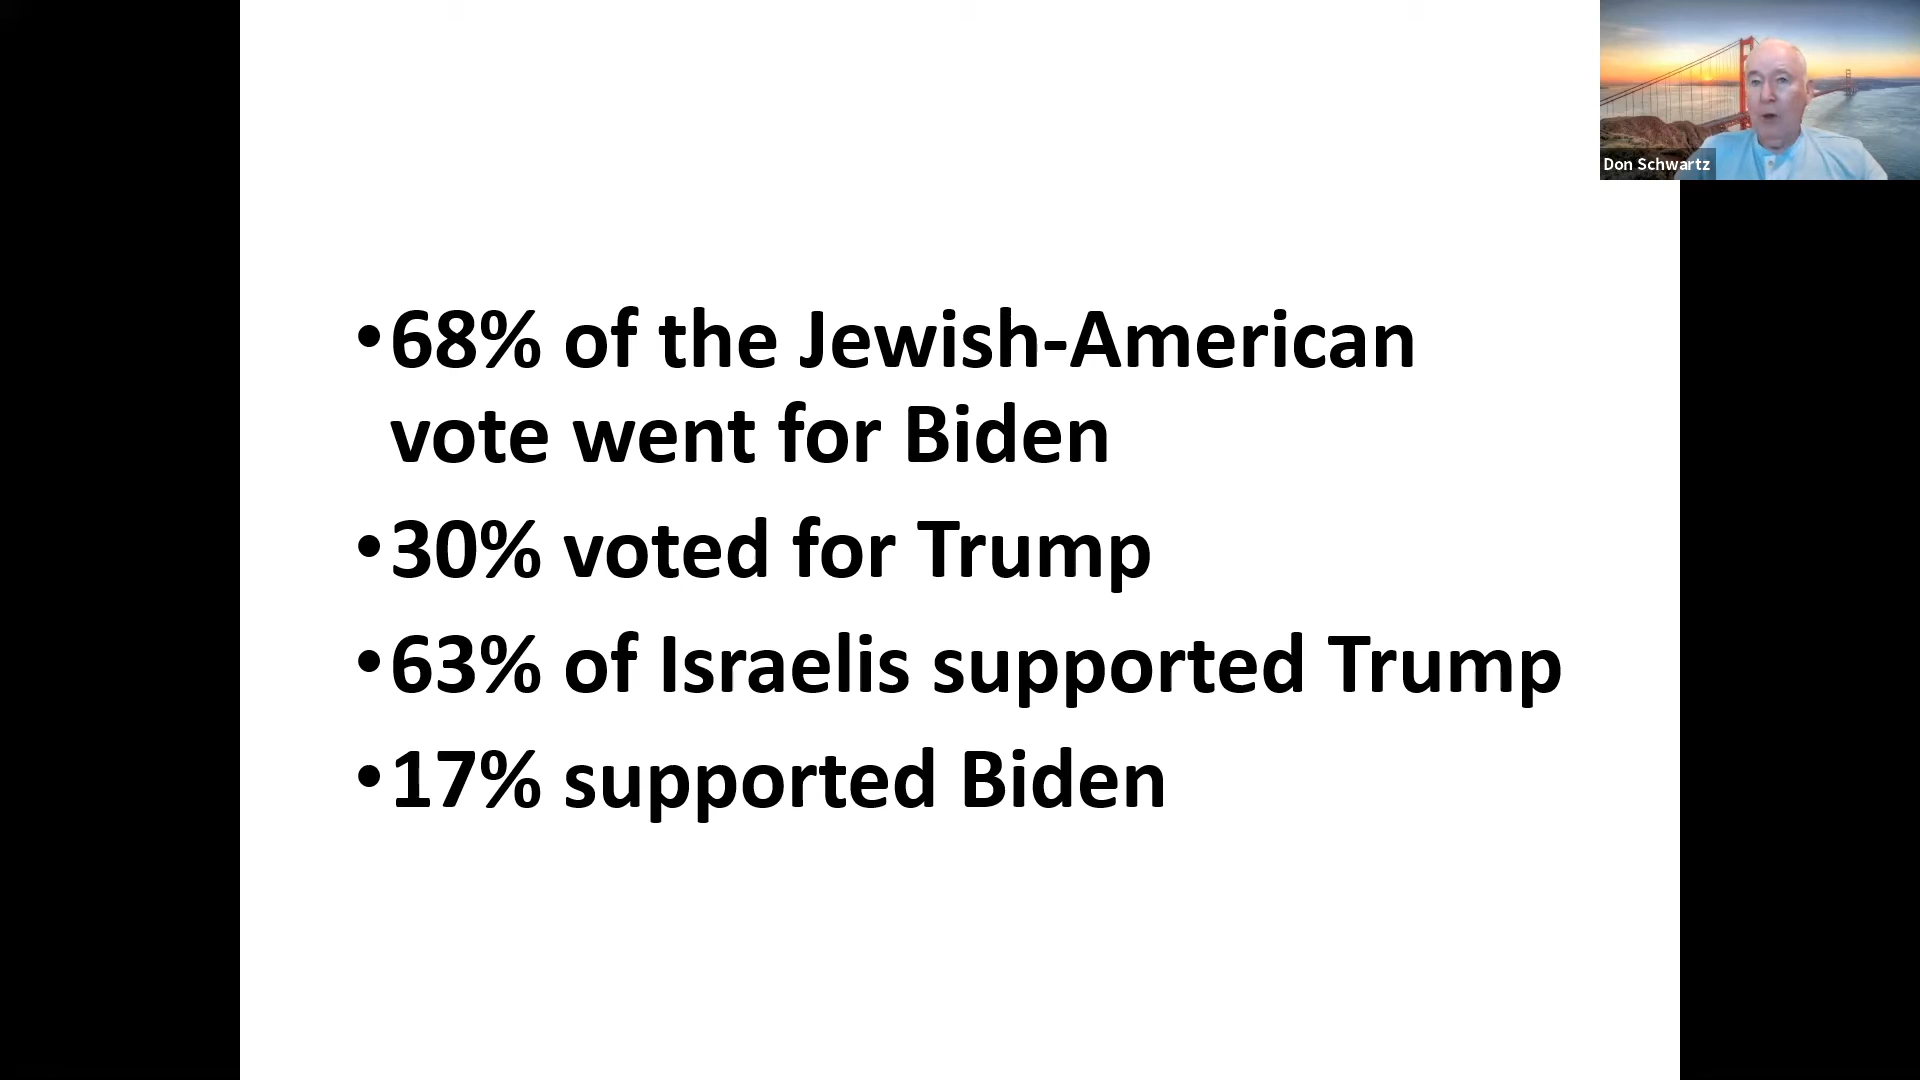 Don Schwartz
•68% of the Jewish-American
vote went for Biden
•30% voted for Trump
•63% of Israelis supported Trump
•17% supported Biden